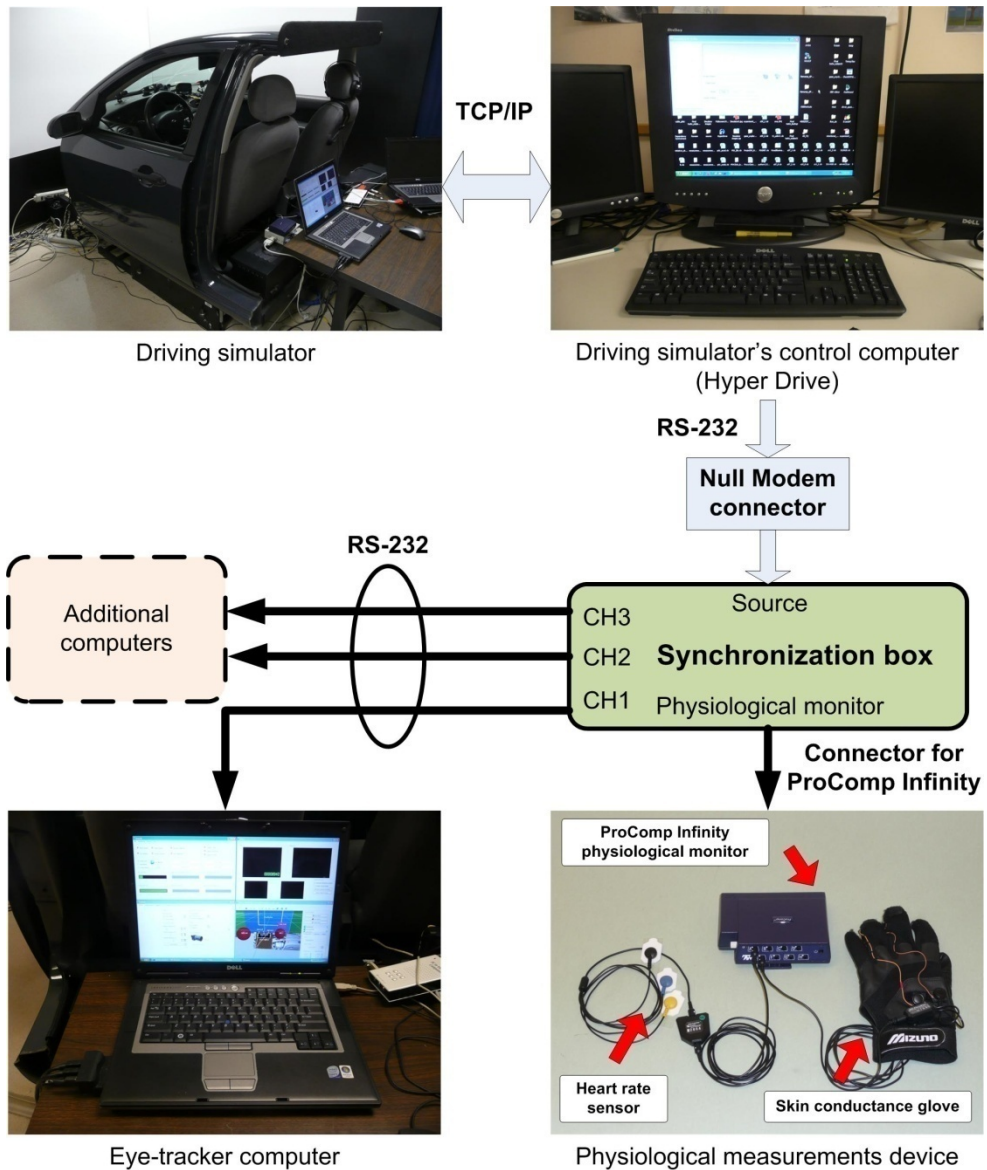 TCP/IP
DELL
DELL
Driving simulator
Driving simulator's control computer
(Hyper Drive)
RS-232
Null Modem
connector
RS-232
Additional
computers
Source
CH3
CH2
Synchronization box
CH1
Physiological monitor
Connector for
ProComp Infinity
DELL
ProComp Infinity
physiological monitor
MIZUNO
Heart rate
sensor
Skin conductance glove
Eye-tracker computer
Physiological measurements device